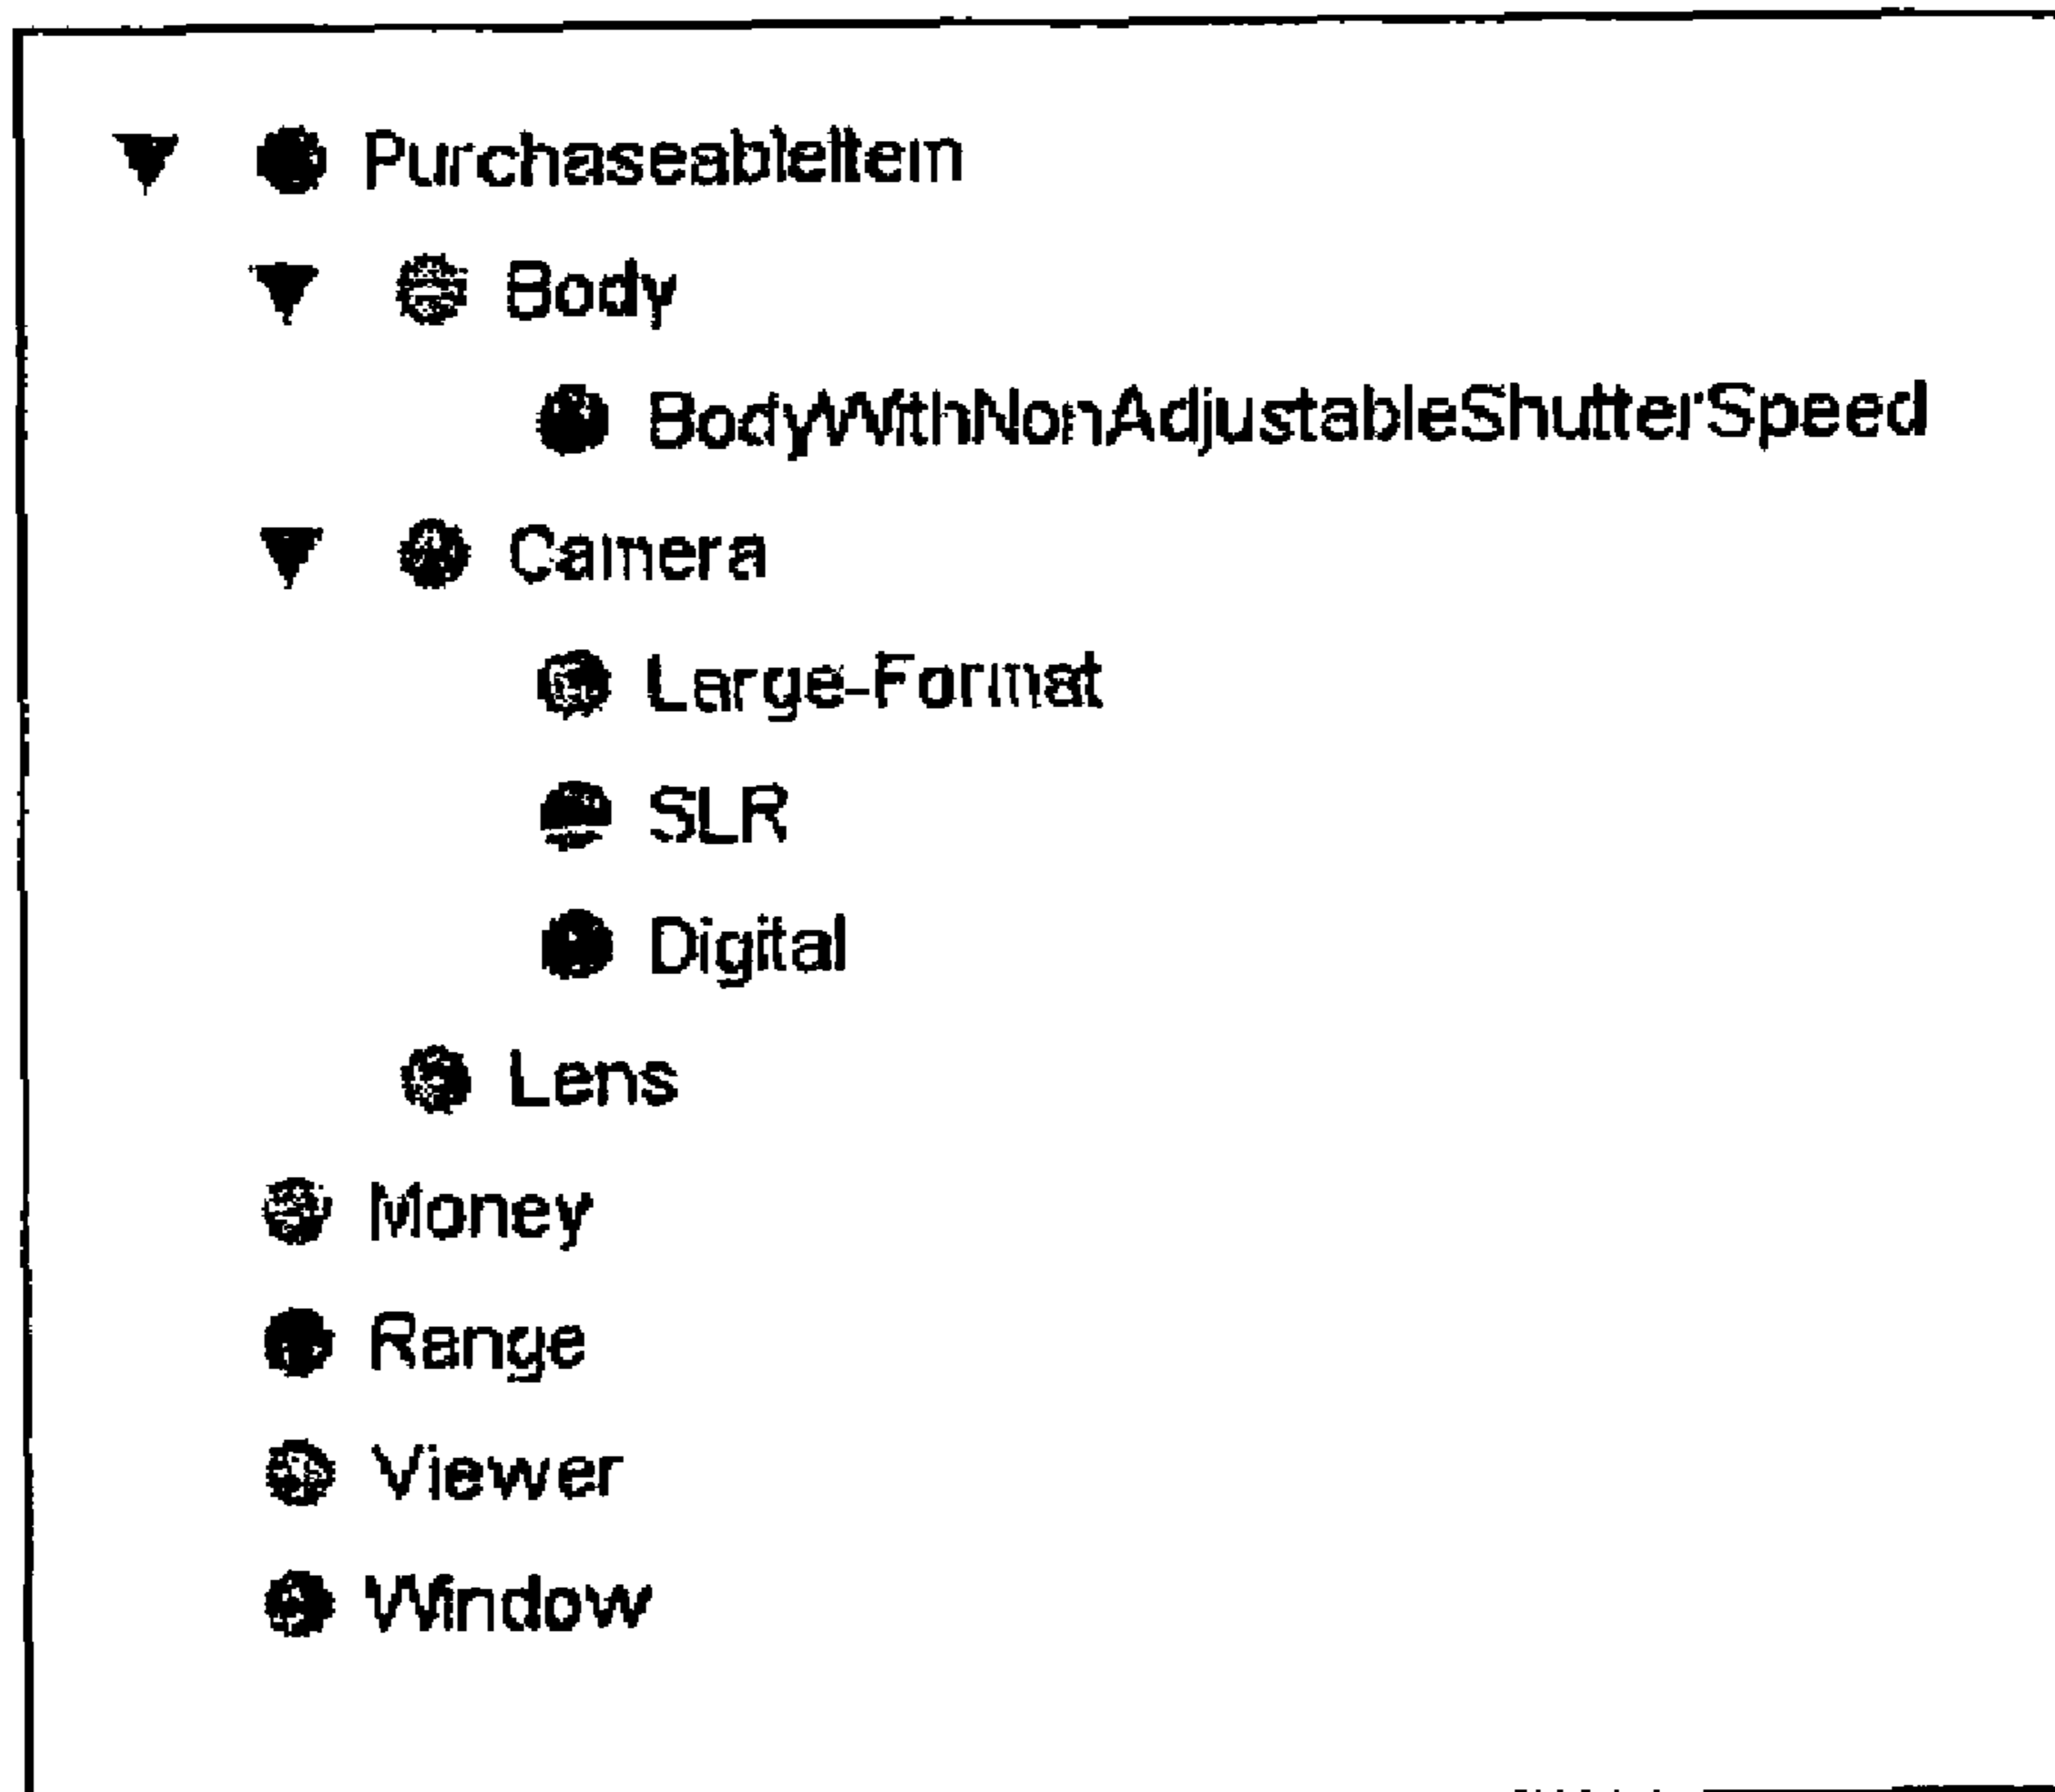 PurchaseableItem
Body
BodyWithNonAdjustableShutterSpeed
Camera
Large-Format
SLR
Digital
Lens
Money
Range
Viewer
Window